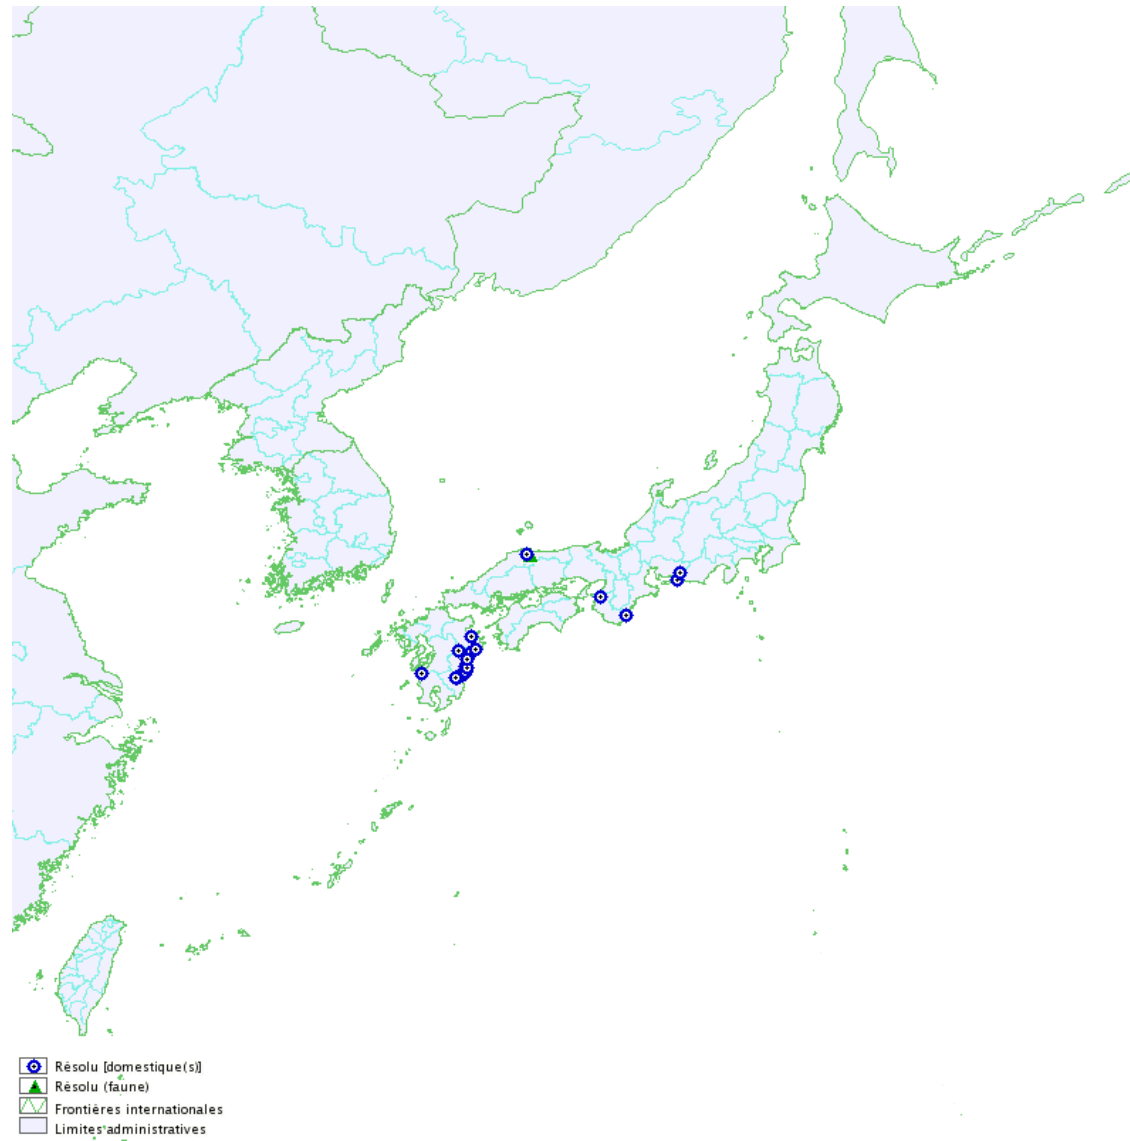 Résolu [domestique(s)]
Résolu (faune)
Frontières internationales
Limites administratives